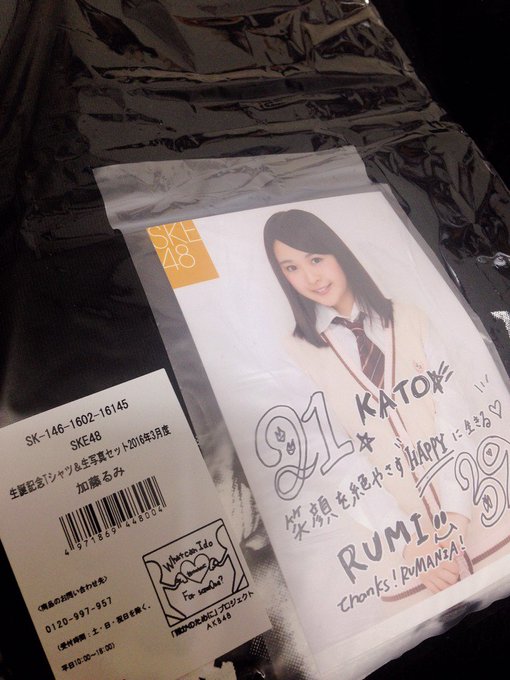 SKE
48
21
KATO
笑顔を絶やさずHAPPYに生きる♡
39
RUMI
thanks! RUMANIA!
SK-146-1602-16145
SKE48
生誕記念Tシャツ&生写真セット2016年3月度
加藤るみ
4971869448004
What can I do
For someone?
「誰かのために」プロジェクト
AKB48
(商品のお問い合わせ先)
0120-997-957
(受付時間:土・日・祝日を除く、
平日10:00~18:00)